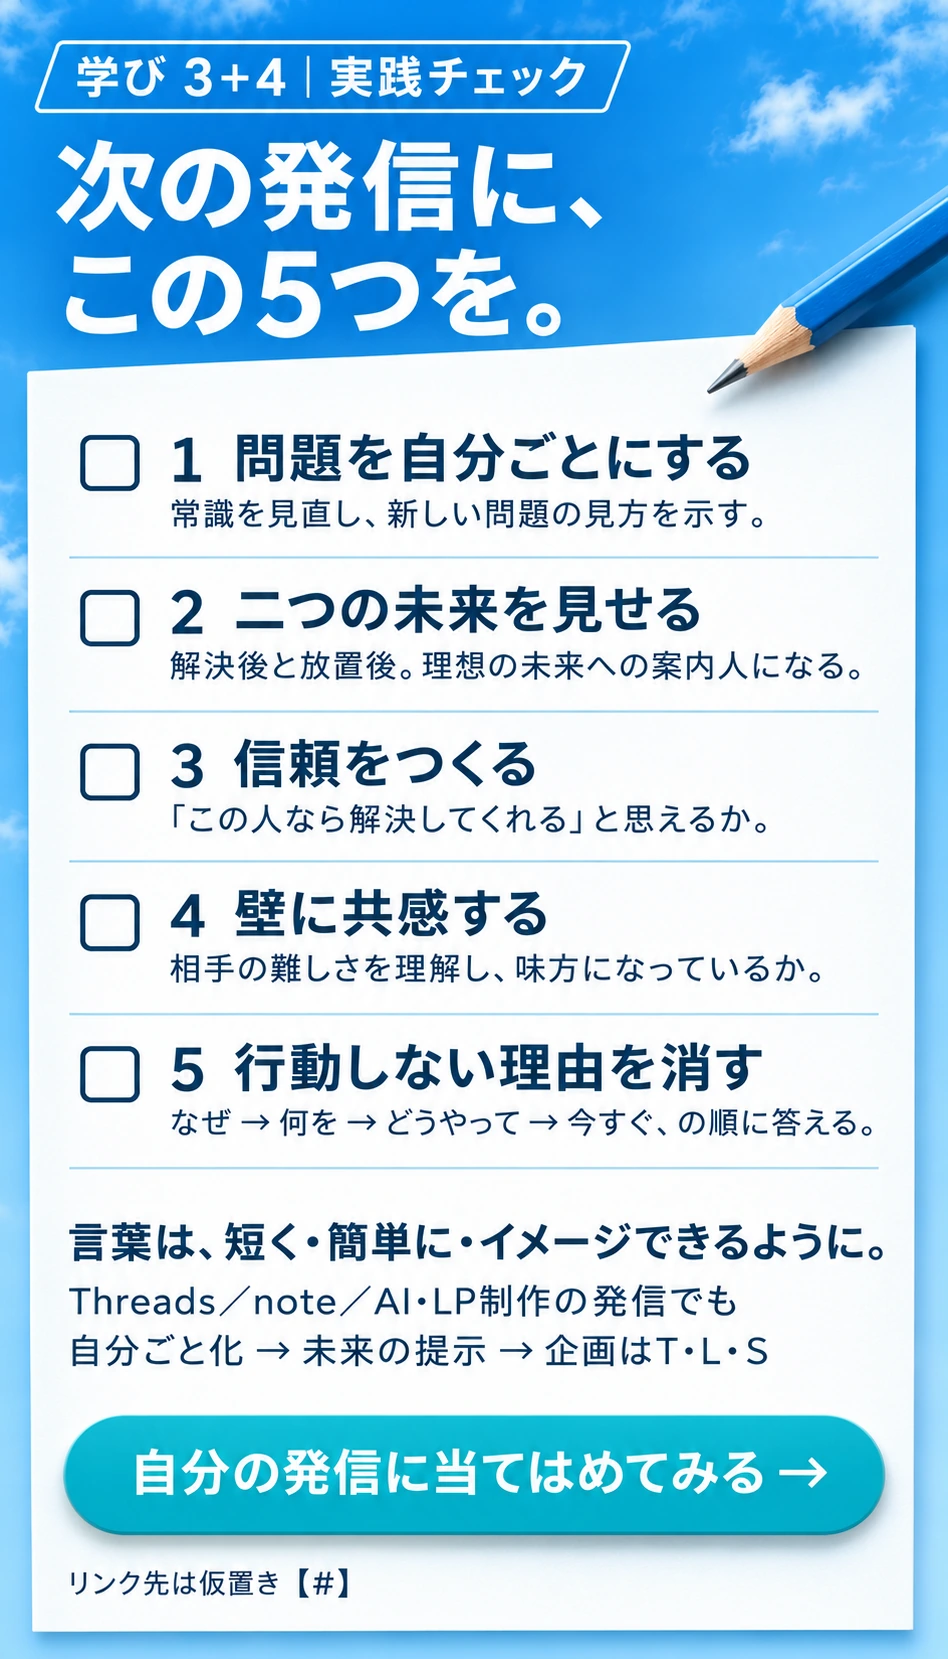 学び 3+4｜実践チェック
次の発信に、
この5つを。
1 問題を自分ごとにする
常識を見直し、新しい問題の見方を示す。
2 二つの未来を見せる
解決後と放置後。理想の未来への案内人になる。
3 信頼をつくる
「この人なら解決してくれる」と思えるか。
4 壁に共感する
相手の難しさを理解し、味方になっているか。
5 行動しない理由を消す
なぜ → 何を → どうやって → 今すぐ、の順に答える。
言葉は、短く・簡単に・イメージできるように。
Threads／note／AI・LP制作の発信でも
自分ごと化 → 未来の提示 → 企画はT・L・S
自分の発信に当てはめてみる →
リンク先は仮置き【#】